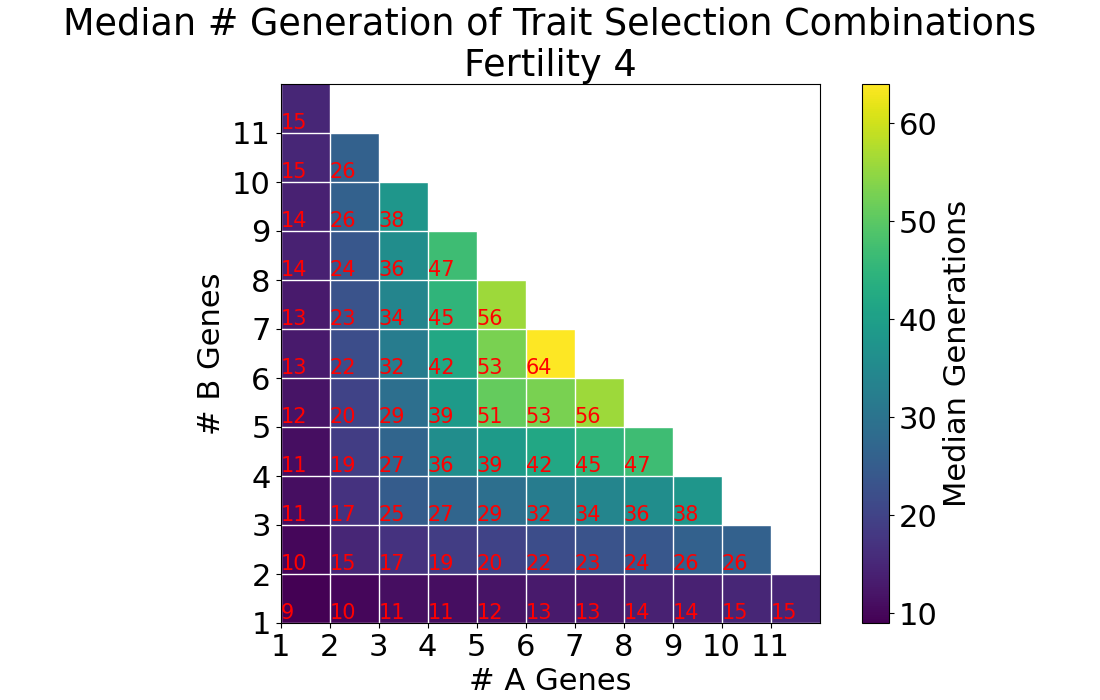 Median # Generation of Trait Selection Combinations
Fertility 4
15
11
15 26
10
14 26 38
9
14 24 36 47
8
13 23 34 45 56
7
13 22 32 42 53 64
6
12 20 29 39 51 53 56
5
11 19 27 36 39 42 45 47
4
11 17 25 27 29 32 34 36 38
3
10 15 17 19 20 22 23 24 26 26
2
9 10 11 11 12 13 13 14 14 15 15
1
1 2 3 4 5 6 7 8 9 10 11
# A Genes
# B Genes
60
50
40
30
20
10
Median Generations